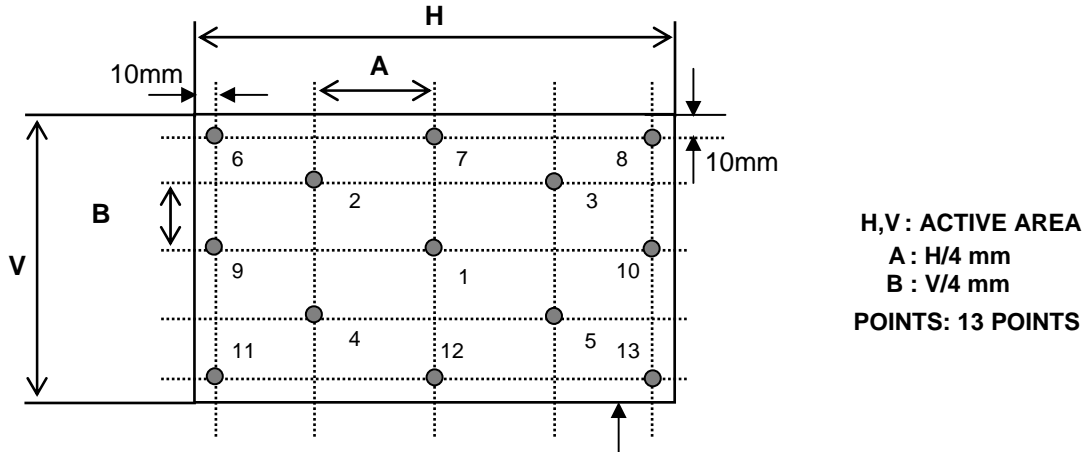 H
A
10mm
6
7
8
10mm
2
3
B
H,V : ACTIVE AREA
V
9
1
10
A : H/4 mm
B : V/4 mm
POINTS: 13 POINTS
4
5
11
12
13